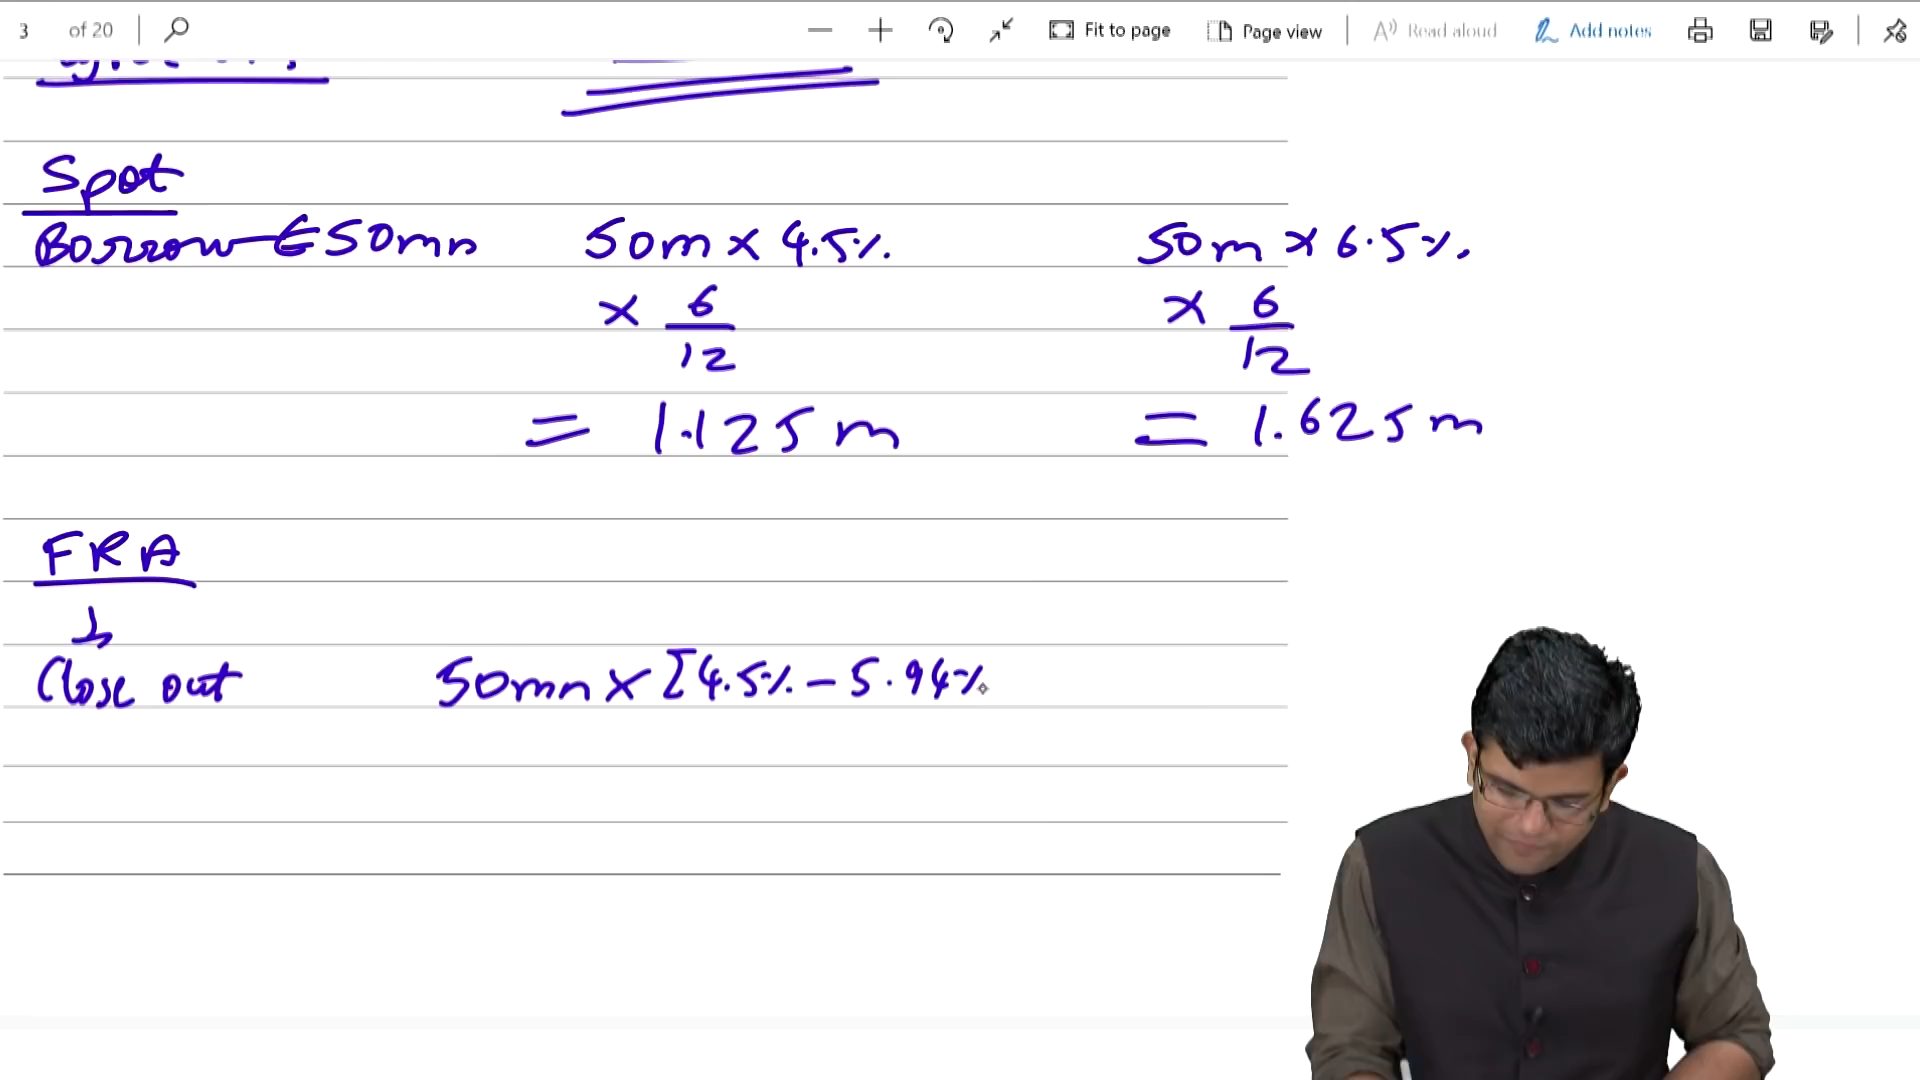 3 of 20 Fit to page Page view Read aloud Add notes
Spot
Borrow €50mn 50m x 4.5% 50m x 6.5%
x 6/12 x 6/12
= 1.125m = 1.625m
FRA
Close out 50mn x [4.5% - 5.94%